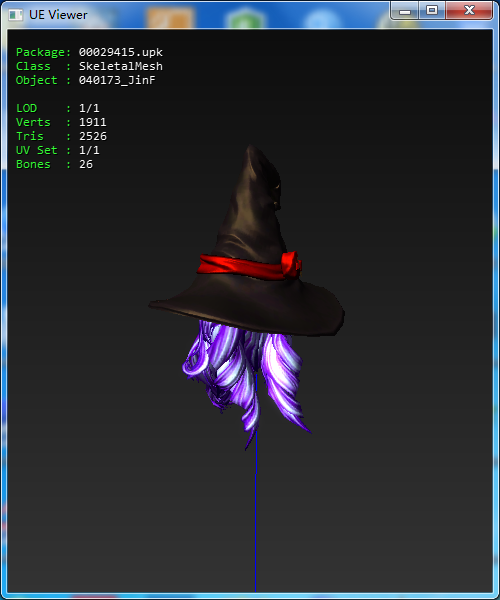 UE Viewer
Package: 00029415.upk
Class : SkeletalMesh
Object : 040173_JinF
LOD : 1/1
Verts : 1911
Tris : 2526
UV Set : 1/1
Bones : 26